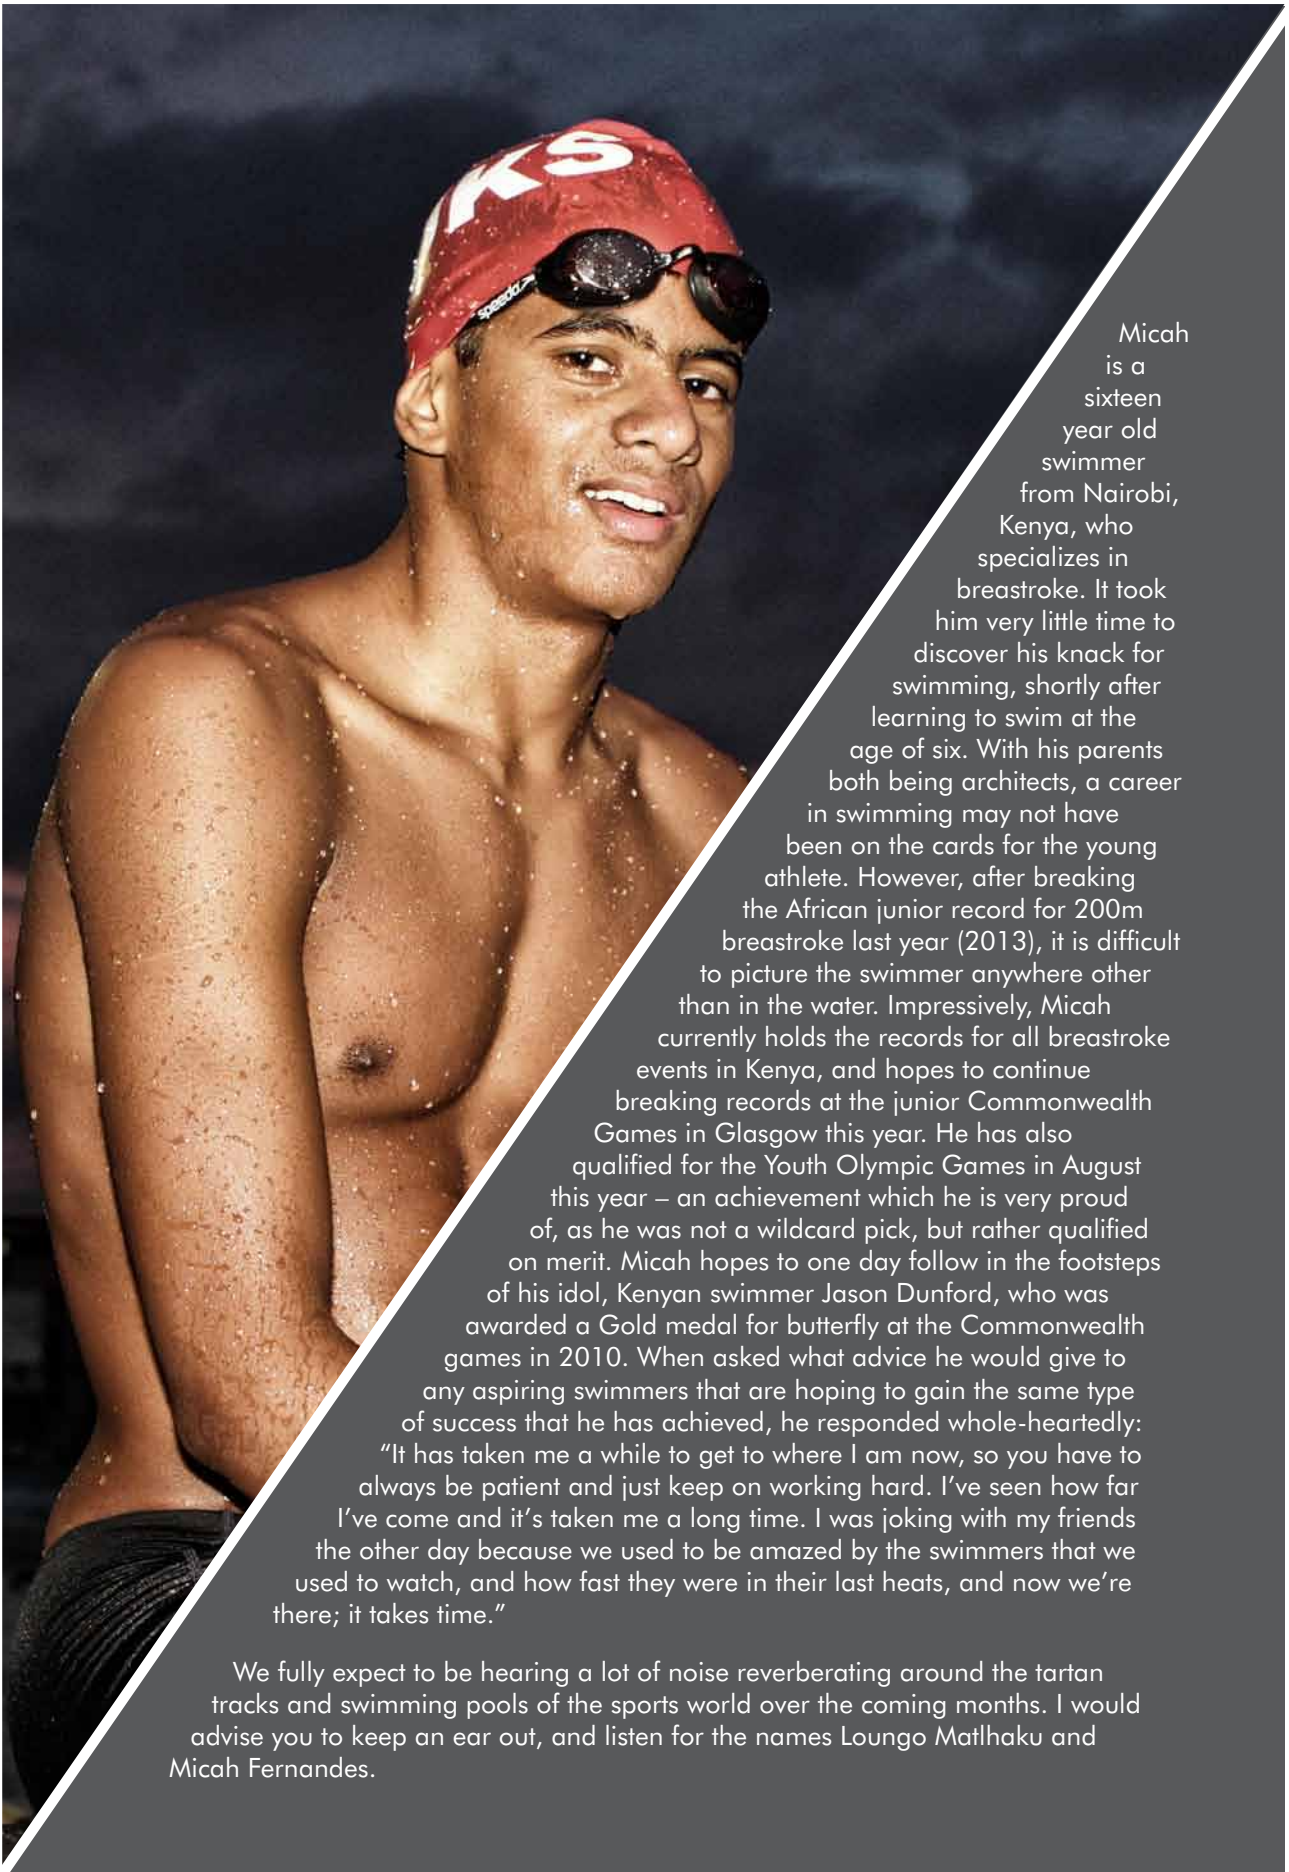 KS
speedo
Micah
is a
sixteen
year old
swimmer
from Nairobi,
Kenya, who
specializes in
breastroke. It took
him very little time to
discover his knack for
swimming, shortly after
learning to swim at the
age of six. With his parents
both being architects, a career
in swimming may not have
been on the cards for the young
athlete. However, after breaking
the African junior record for 200m
breastroke last year (2013), it is difficult
to picture the swimmer anywhere other
than in the water. Impressively, Micah
currently holds the records for all breastroke
events in Kenya, and hopes to continue
breaking records at the junior Commonwealth
Games in Glasgow this year. He has also
qualified for the Youth Olympic Games in August
this year – an achievement which he is very proud
of, as he was not a wildcard pick, but rather qualified
on merit. Micah hopes to one day follow in the footsteps
of his idol, Kenyan swimmer Jason Dunford, who was
awarded a Gold medal for butterfly at the Commonwealth
games in 2010. When asked what advice he would give to
any aspiring swimmers that are hoping to gain the same type
of success that he has achieved, he responded whole-heartedly:
“It has taken me a while to get to where I am now, so you have to
always be patient and just keep on working hard. I’ve seen how far
I’ve come and it’s taken me a long time. I was joking with my friends
the other day because we used to be amazed by the swimmers that we
used to watch, and how fast they were in their last heats, and now we’re
there; it takes time.”
We fully expect to be hearing a lot of noise reverberating around the tartan
tracks and swimming pools of the sports world over the coming months. I would
advise you to keep an ear out, and listen for the names Loungo Matlhaku and
Micah Fernandes.